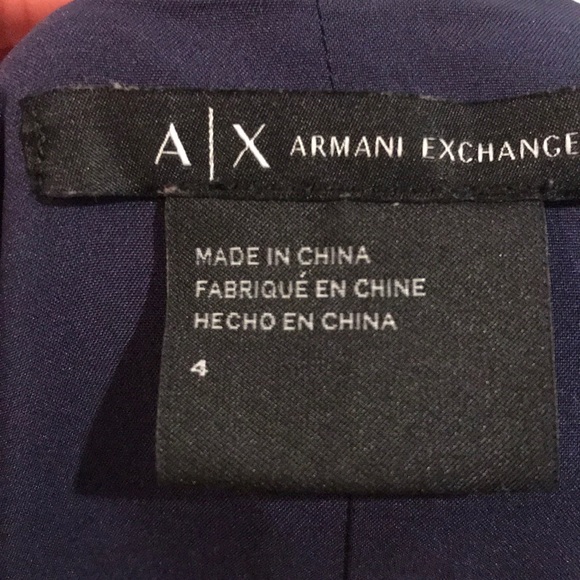 A|X ARMANI EXCHANGE
MADE IN CHINA
FABRIQUÉ EN CHINE
HECHO EN CHINA
4